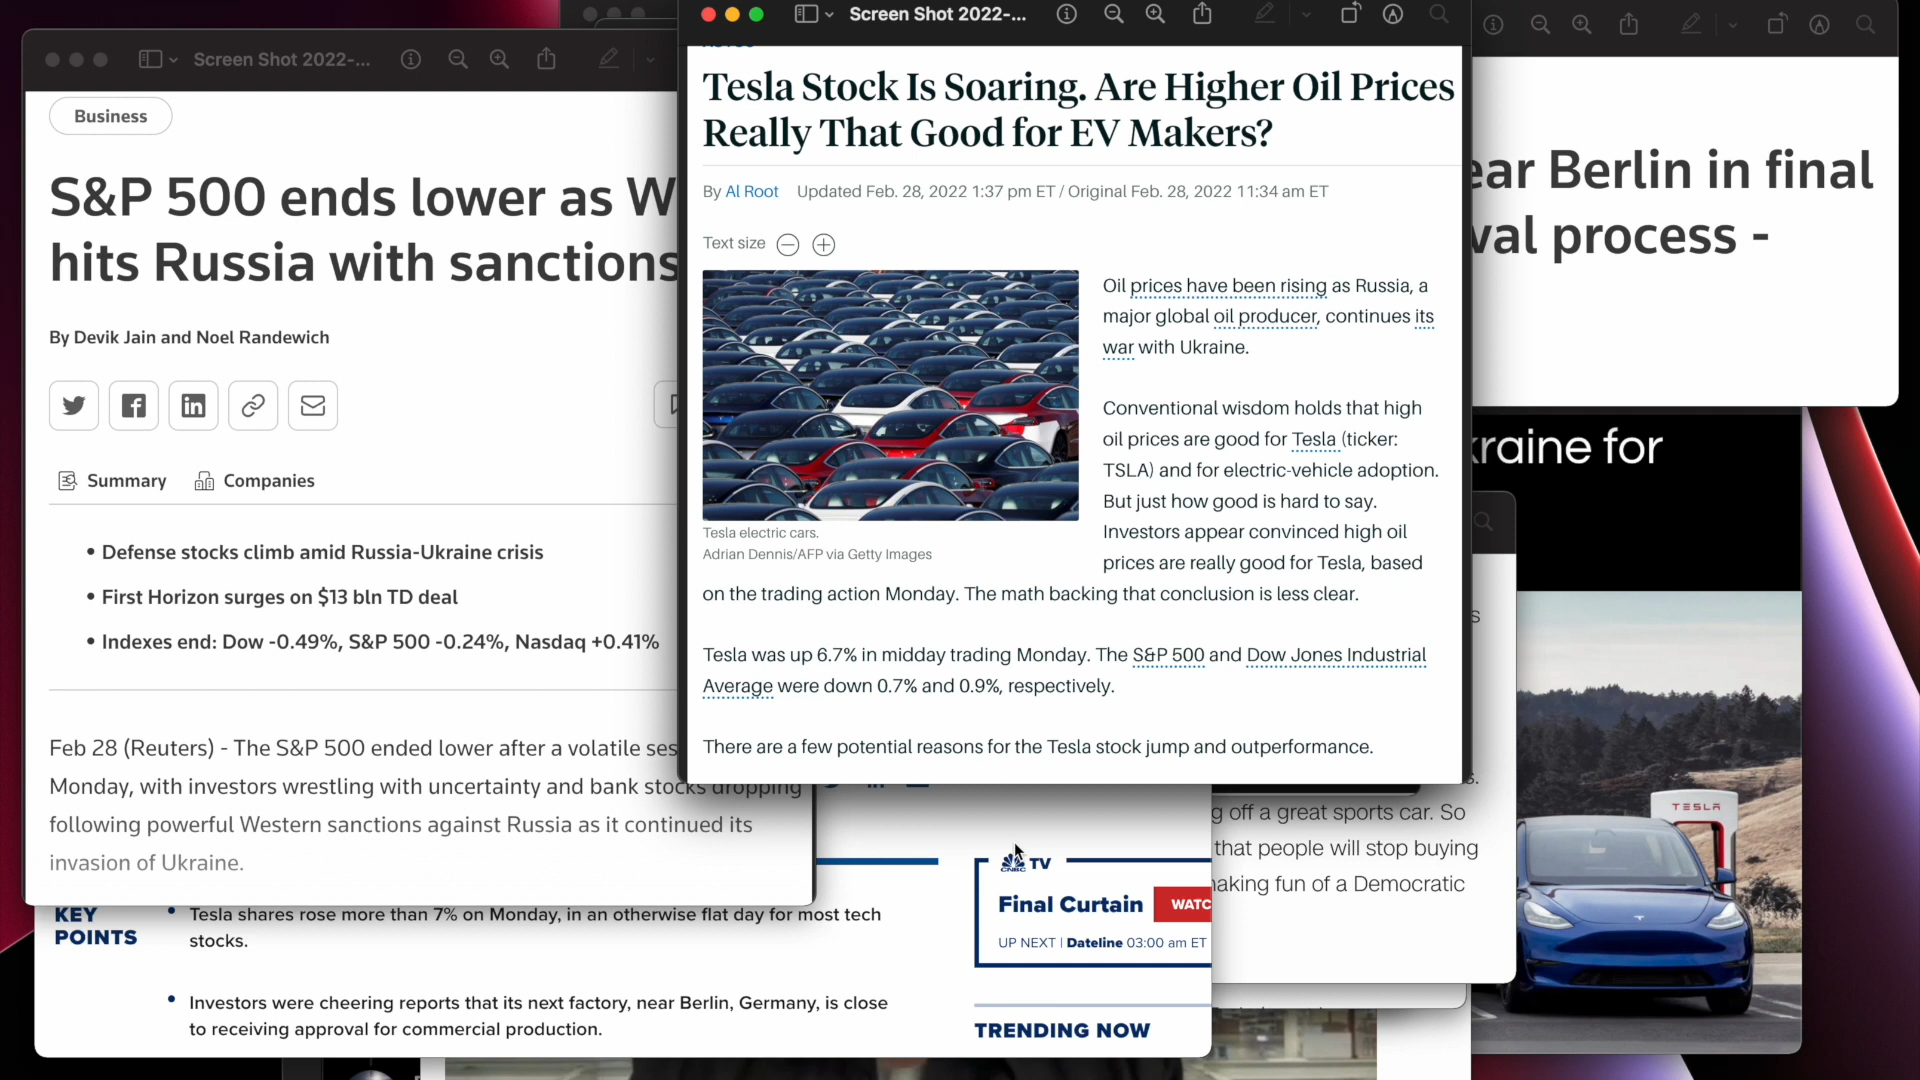 Screen Shot 2022-...
Business
S&P 500 ends lower as W
hits Russia with sanctions
By Devik Jain and Noel Randewich
Summary
Companies
• Defense stocks climb amid Russia-Ukraine crisis
• First Horizon surges on $13 bln TD deal
• Indexes end: Dow -0.49%, S&P 500 -0.24%, Nasdaq +0.41%
Feb 28 (Reuters) - The S&P 500 ended lower after a volatile ses
Monday, with investors wrestling with uncertainty and bank stocks dropping
following powerful Western sanctions against Russia as it continued its
invasion of Ukraine.
Screen Shot 2022-...
Tesla Stock Is Soaring. Are Higher Oil Prices
Really That Good for EV Makers?
By Al Root Updated Feb. 28, 2022 1:37 pm ET / Original Feb. 28, 2022 11:34 am ET
Text size
Oil prices have been rising as Russia, a
major global oil producer, continues its
war with Ukraine.
Conventional wisdom holds that high
oil prices are good for Tesla (ticker:
TSLA) and for electric-vehicle adoption.
But just how good is hard to say.
Investors appear convinced high oil
prices are really good for Tesla, based
on the trading action Monday. The math backing that conclusion is less clear.
Tesla electric cars.
Adrian Dennis/AFP via Getty Images
Tesla was up 6.7% in midday trading Monday. The S&P 500 and Dow Jones Industrial
Average were down 0.7% and 0.9%, respectively.
There are a few potential reasons for the Tesla stock jump and outperformance.
ear Berlin in final
val process -
kraine for
s
s.
g off a great sports car. So
that people will stop buying
naking fun of a Democratic
TESLA
KEY
POINTS
• Tesla shares rose more than 7% on Monday, in an otherwise flat day for most tech
stocks.
• Investors were cheering reports that its next factory, near Berlin, Germany, is close
to receiving approval for commercial production.
CNBC TV
Final Curtain
WATC
UP NEXT | Dateline 03:00 am ET
TRENDING NOW